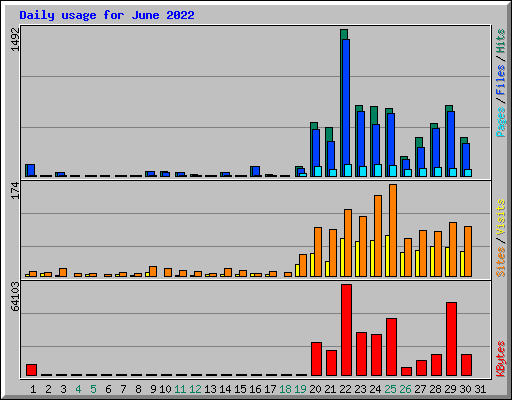 Daily usage for June 2022
1492
Pages / Files / Hits
174
Sites / Visits
64103
KBytes
1 2 3 4 5 6 7 8 9 10 11 12 13 14 15 16 17 18 19 20 21 22 23 24 25 26 27 28 29 30 31